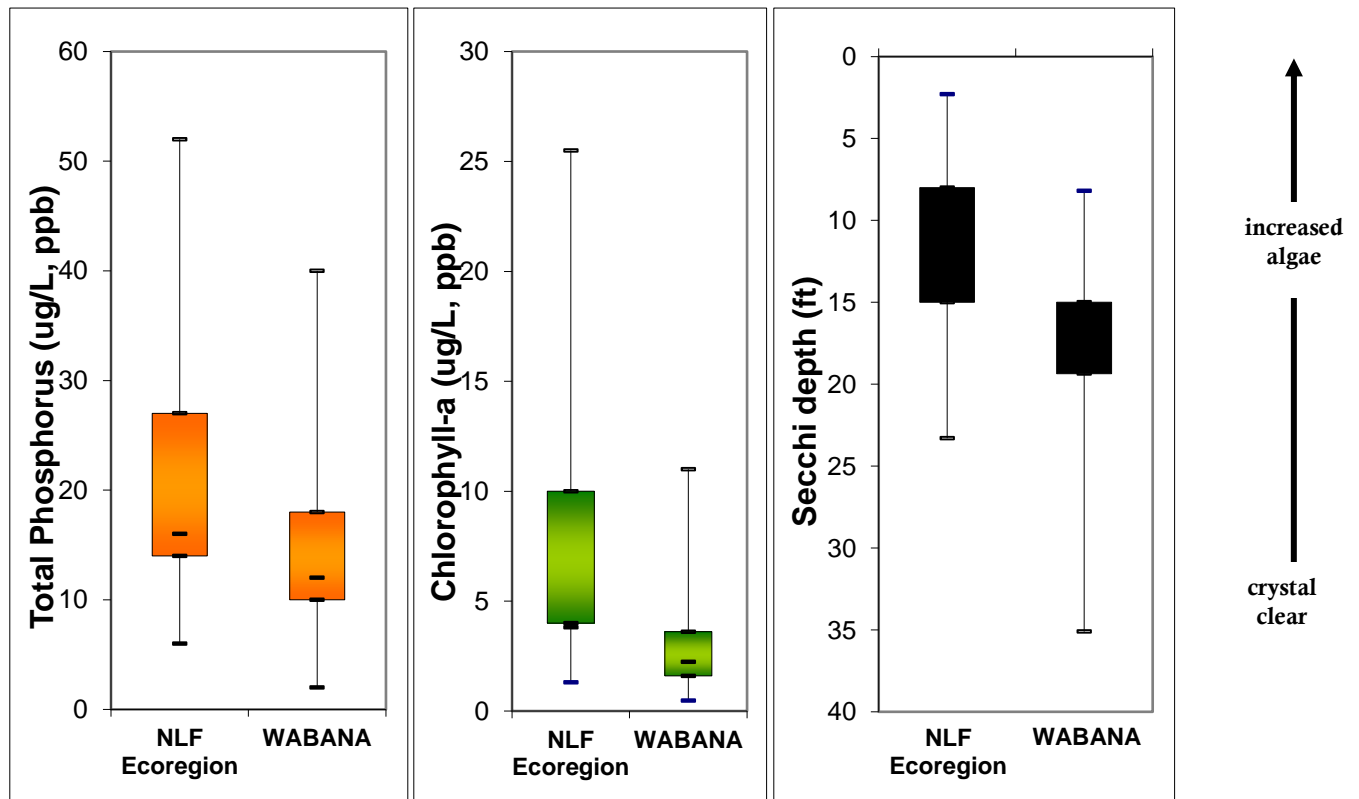 Total Phosphorus (ug/L, ppb)
60
50
40
30
20
10
0
NLF
Ecoregion
WABANA
Chlorophyll-a (ug/L, ppb)
30
25
20
15
10
5
0
NLF
Ecoregion
WABANA
Secchi depth (ft)
0
5
10
15
20
25
30
35
40
NLF
Ecoregion
WABANA
increased
algae
crystal
clear